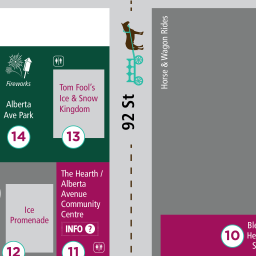 Fireworks
Alberta
Ave Park
14
Tom Fool's
Ice & Snow
Kingdom
13
92 St
Horse & Wagon Rides
Ice
Promenade
12
The Hearth /
Alberta
Avenue
Community
Centre
INFO ?
11
10